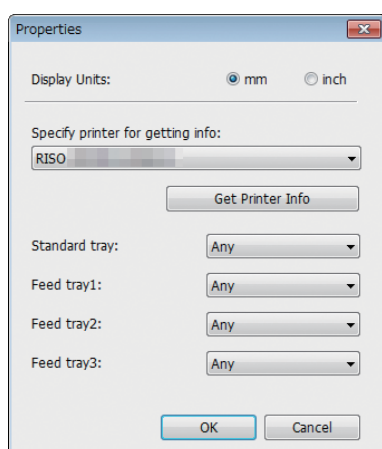 Properties
Display Units: mm inch
Specify printer for getting info:
RISO
Get Printer Info
Standard tray: Any
Feed tray1: Any
Feed tray2: Any
Feed tray3: Any
OK Cancel